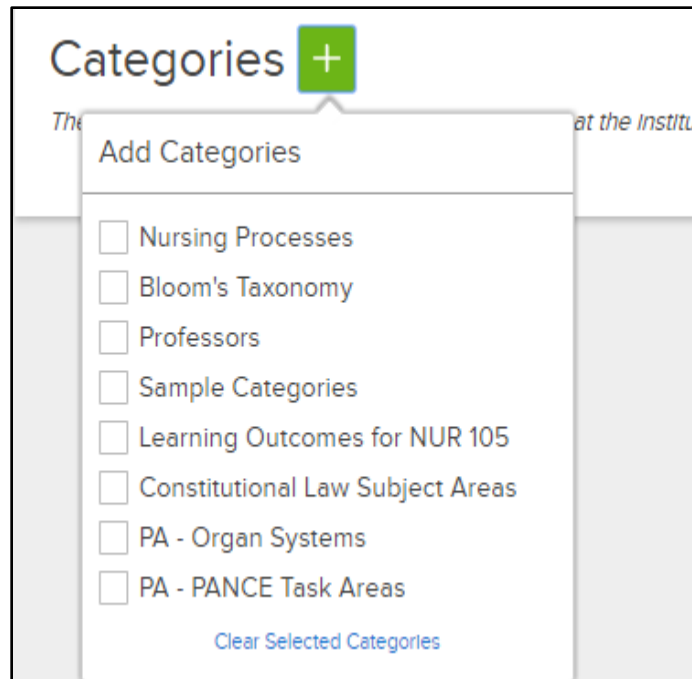 Categories +
The
at the Institu
Add Categories
Nursing Processes
Bloom's Taxonomy
Professors
Sample Categories
Learning Outcomes for NUR 105
Constitutional Law Subject Areas
PA - Organ Systems
PA - PANCE Task Areas
Clear Selected Categories